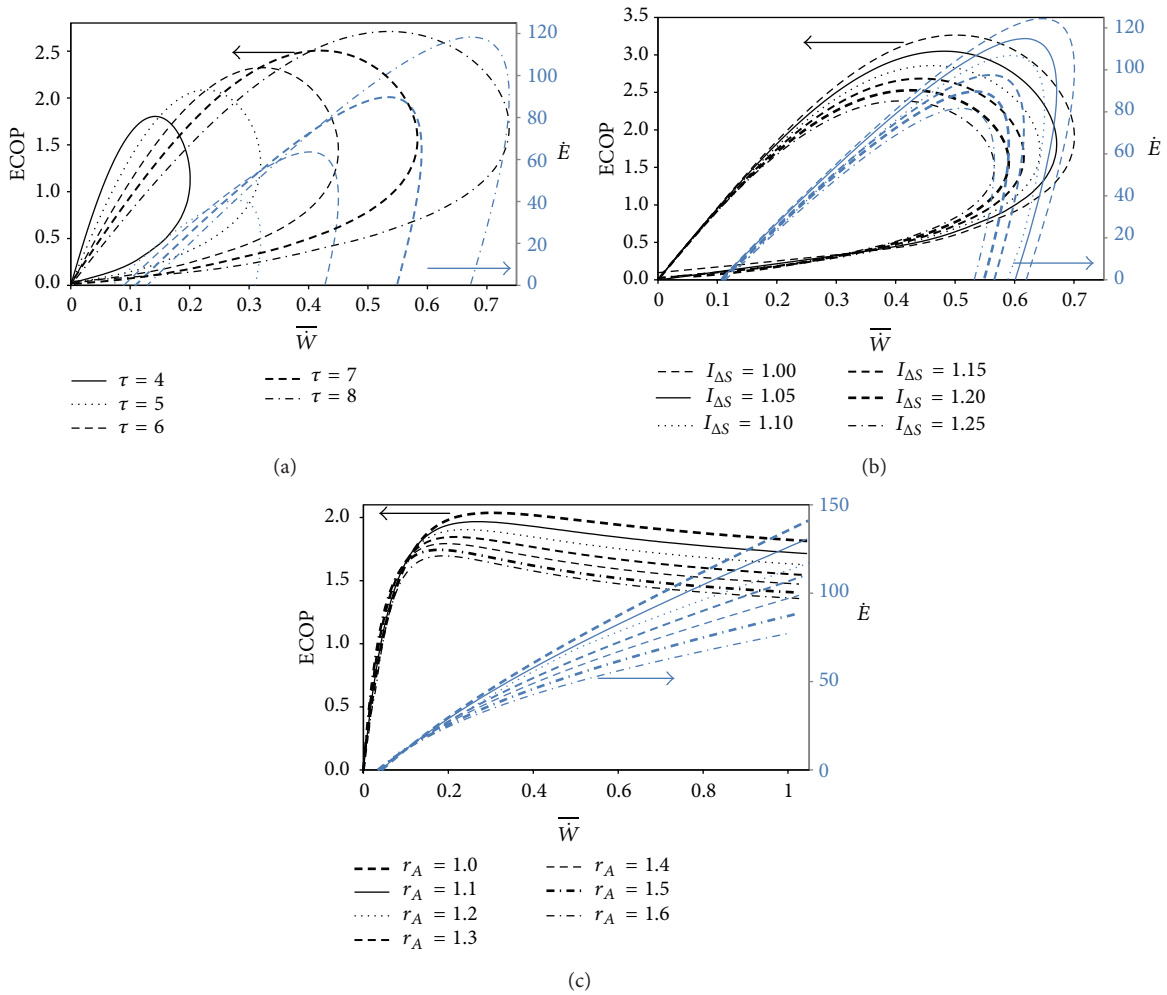 2.5
2.0
1.5
1.0
0.5
0.0
ECOP
0 0.1 0.2 0.3 0.4 0.5 0.6 0.7
120
100
80
60
40
20
0
Ė
Ẇ̅
τ = 4
τ = 5
τ = 6
τ = 7
τ = 8
(a)
3.5
3.0
2.5
2.0
1.5
1.0
0.5
0.0
ECOP
0 0.1 0.2 0.3 0.4 0.5 0.6 0.7
120
100
80
60
40
20
0
Ė
Ẇ̅
I_ΔS = 1.00
I_ΔS = 1.05
I_ΔS = 1.10
I_ΔS = 1.15
I_ΔS = 1.20
I_ΔS = 1.25
(b)
2.0
1.5
1.0
0.5
0.0
ECOP
0 0.2 0.4 0.6 0.8 1
150
100
50
0
Ė
Ẇ̅
r_A = 1.0
r_A = 1.1
r_A = 1.2
r_A = 1.3
r_A = 1.4
r_A = 1.5
r_A = 1.6
(c)